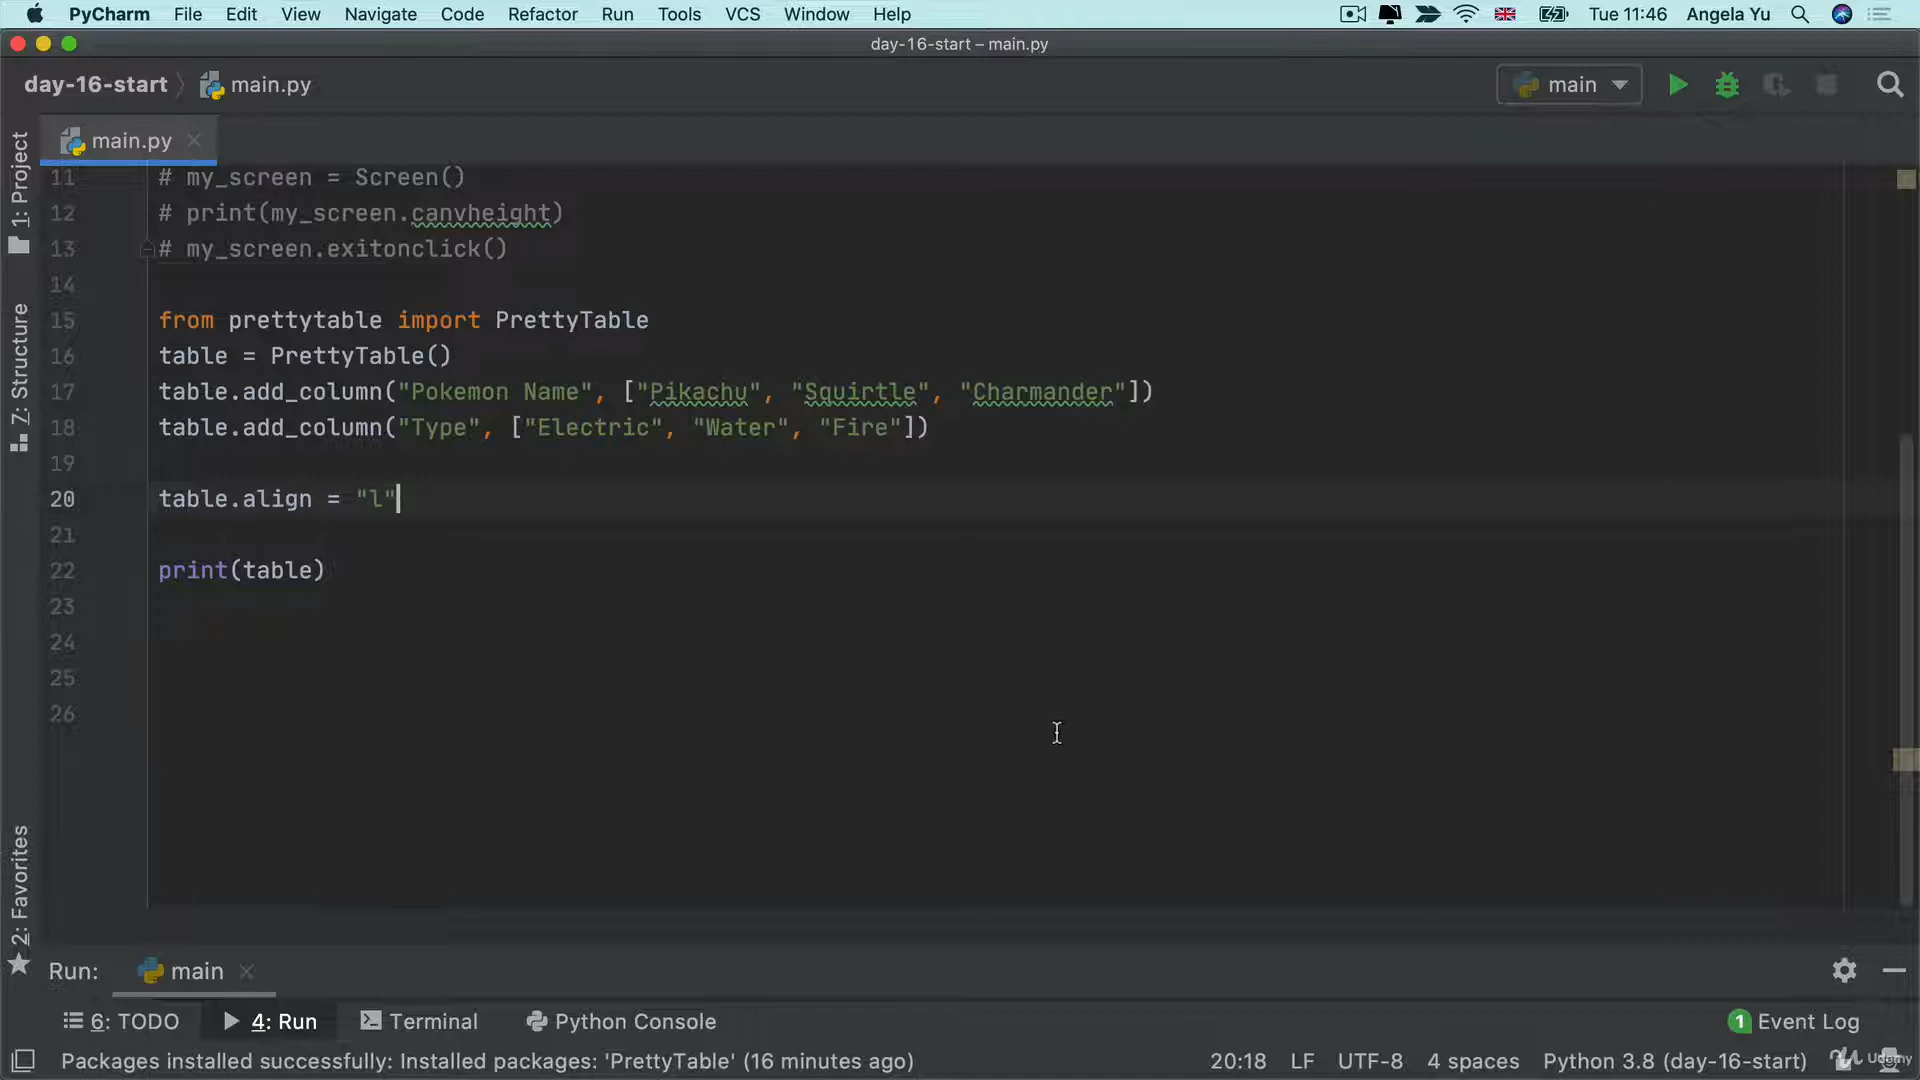 PyCharm File Edit View Navigate Code Refactor Run Tools VCS Window Help Tue 11:46 Angela Yu
day-16-start – main.py
day-16-start main.py main
main.py
1: Project
7: Structure
2: Favorites
11 # my_screen = Screen()
12 # print(my_screen.canvheight)
13 # my_screen.exitonclick()
14
15 from prettytable import PrettyTable
16 table = PrettyTable()
17 table.add_column("Pokemon Name", ["Pikachu", "Squirtle", "Charmander"])
18 table.add_column("Type", ["Electric", "Water", "Fire"])
19
20 table.align = "l"
21
22 print(table)
23
24
25
26
Run: main
6: TODO 4: Run Terminal Python Console 1 Event Log
Packages installed successfully: Installed packages: 'PrettyTable' (16 minutes ago) 20:18 LF UTF-8 4 spaces Python 3.8 (day-16-start) Udemy